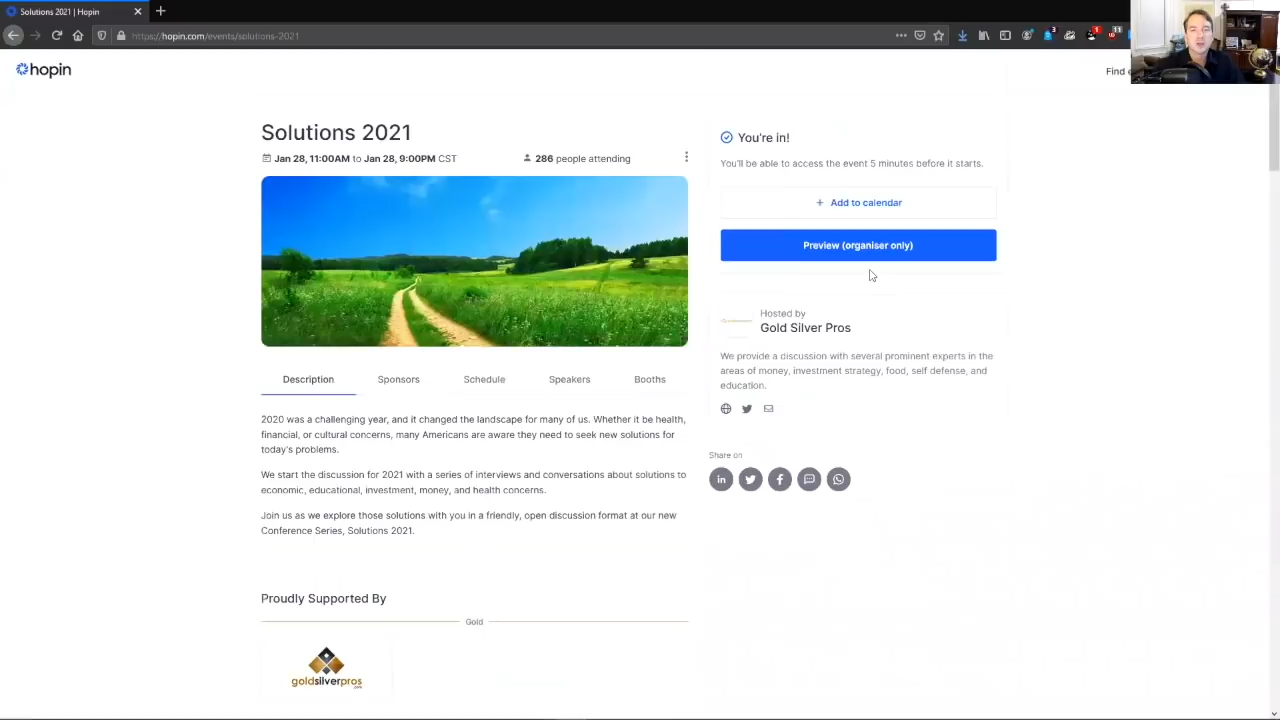 Solutions 2021 | Hopin
https://hopin.com/events/solutions-2021
3
1
hopin
Find
Solutions 2021
Jan 28, 11:00AM to Jan 28, 9:00PM CST
286 people attending
You're in!
You'll be able to access the event 5 minutes before it starts.
+ Add to calendar
Preview (organiser only)
Hosted by
Gold Silver Pros
We provide a discussion with several prominent experts in the
areas of money, investment strategy, food, self defense, and
education.
Share on
Description
Sponsors
Schedule
Speakers
Booths
2020 was a challenging year, and it changed the landscape for many of us. Whether it be health,
financial, or cultural concerns, many Americans are aware they need to seek new solutions for
today's problems.
We start the discussion for 2021 with a series of interviews and conversations about solutions to
economic, educational, investment, money, and health concerns.
Join us as we explore those solutions with you in a friendly, open discussion format at our new
Conference Series, Solutions 2021.
Proudly Supported By
Gold
goldsilverpros
.com